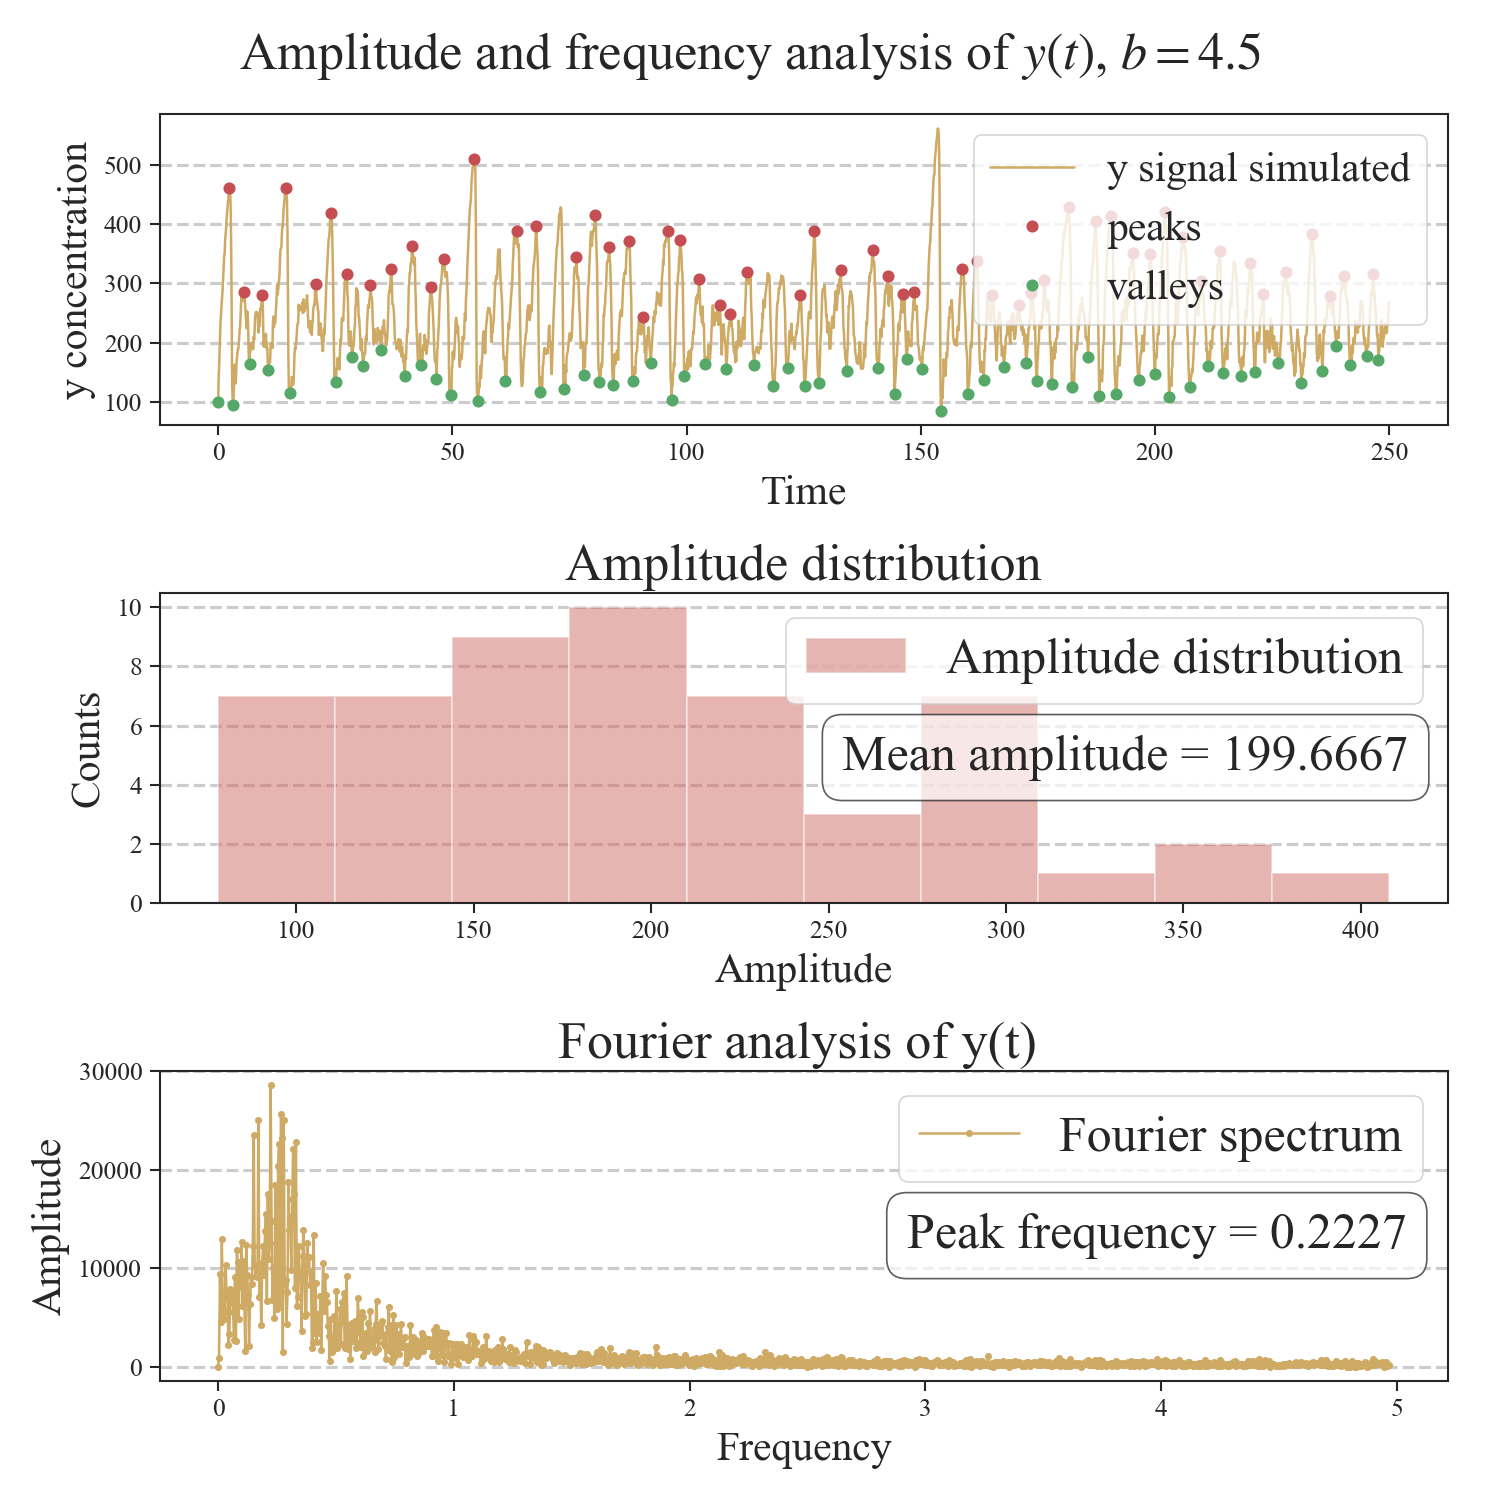 Amplitude and frequency analysis of y(t), b = 4.5
y concentration
500
400
300
200
100
y signal simulated
peaks
valleys
0 50 100 150 200 250
Time
Amplitude distribution
Counts
10
8
6
4
2
0
Amplitude distribution
Mean amplitude = 199.6667
100 150 200 250 300 350 400
Amplitude
Fourier analysis of y(t)
Amplitude
30000
20000
10000
0
Fourier spectrum
Peak frequency = 0.2227
0 1 2 3 4 5
Frequency